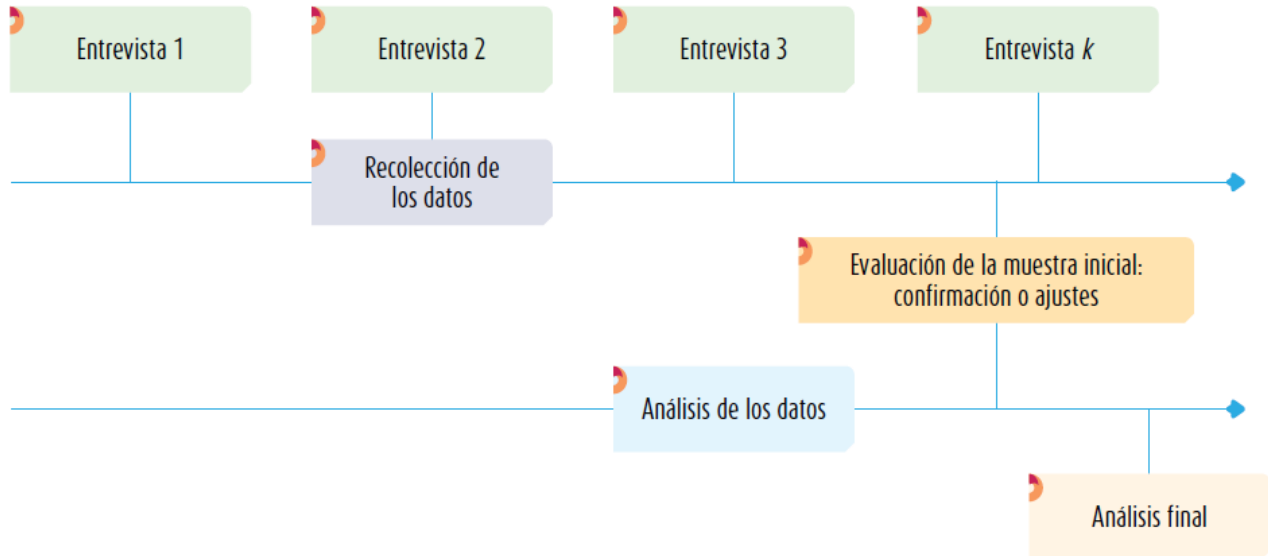 Entrevista 1
Entrevista 2
Entrevista 3
Entrevista k
Recolección de
los datos
Evaluación de la muestra inicial:
confirmación o ajustes
Análisis de los datos
Análisis final